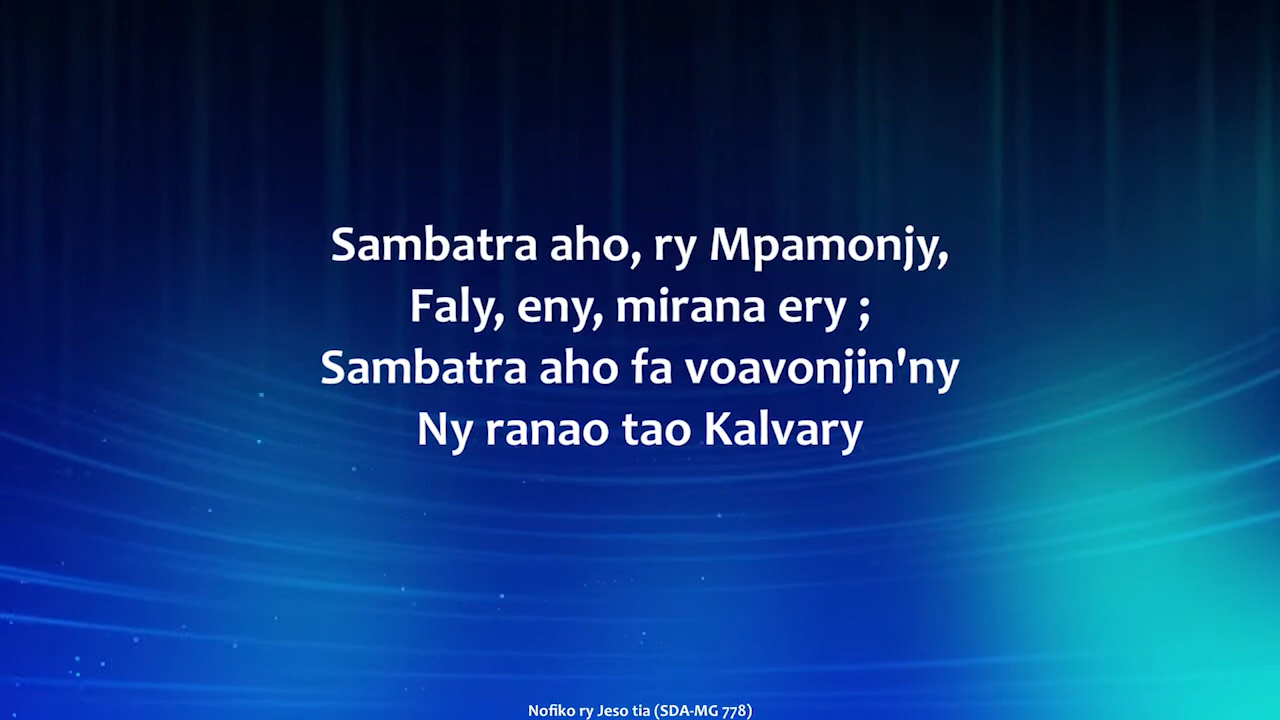 Sambatra aho, ry Mpamonjy,
Faly, eny, mirana ery ;
Sambatra aho fa voavonjin'ny
Ny ranao tao Kalvary
Nofiko ry Jeso tia (SDA-MG 778)